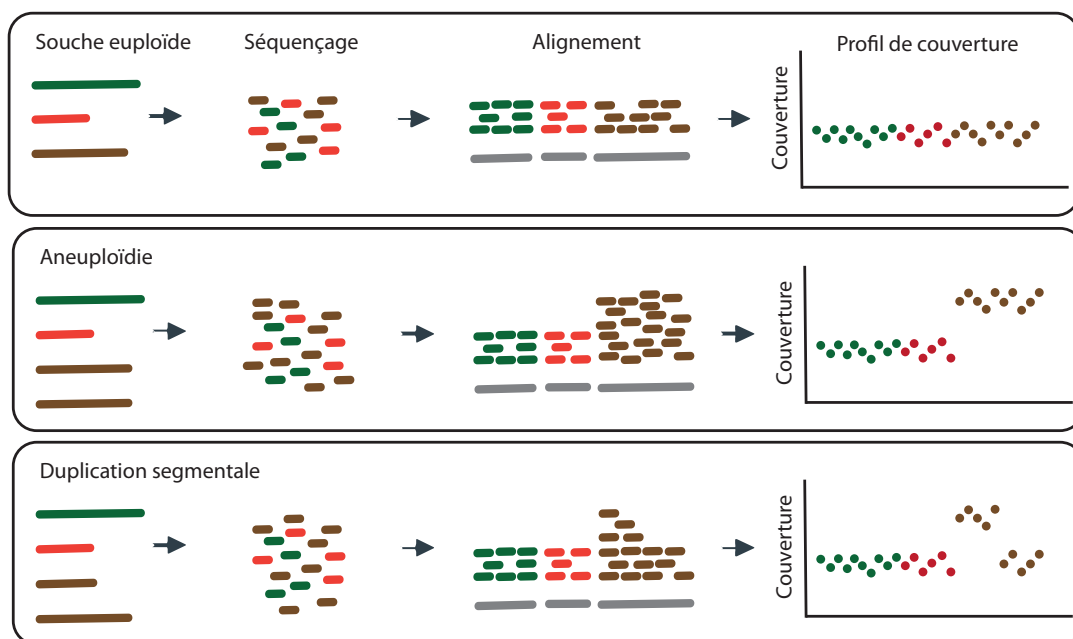 Souche euploïde
Séquençage
Alignement
Profil de couverture
Couverture
Aneuploïdie
Couverture
Duplication segmentale
Couverture